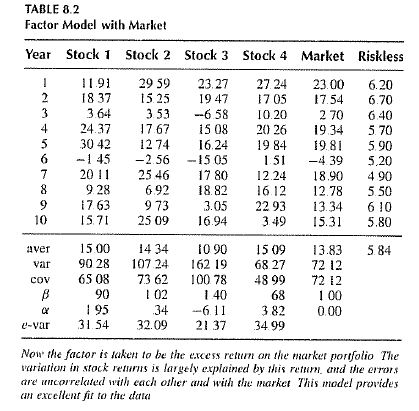 TABLE 8.2
Factor Model with Market
Year Stock 1 Stock 2 Stock 3 Stock 4 Market Riskless
1 11.91 29 59 23.27 27 24 23.00 6.20
2 18 37 15 25 19 47 17 05 17.54 6.70
3 3 64 3 53 −6 58 10.20 2 70 6.40
4 24.37 17.67 15 08 20 26 19 34 5 70
5 30 42 12 74 16.24 19 84 19.81 5.90
6 −1 45 −2.56 −15 05 1 51 −4.39 5.20
7 20 11 25 46 17 80 12.24 18.90 4 90
8 9 28 6.92 18.82 16 12 12.78 5 50
9 17 63 9 73 3.05 22 93 13.34 6 10
10 15.71 25 09 16.94 3 49 15.31 5.80
aver 15 00 14 34 10 90 15 09 13.83 5 84
var 90 28 107 24 162 19 68 27 72 12
cov 65 08 73 62 100.78 48 99 72 12
β 90 1 02 1 40 68 1 00
α 1 95 .34 −6.11 3 82 0.00
e-var 31.54 32.09 21 37 34.99
Now the factor is taken to be the excess return on the market portfolio The
variation in stock returns is largely explained by this return, and the errors
are uncorrelated with each other and with the market This model provides
an excellent fit to the data